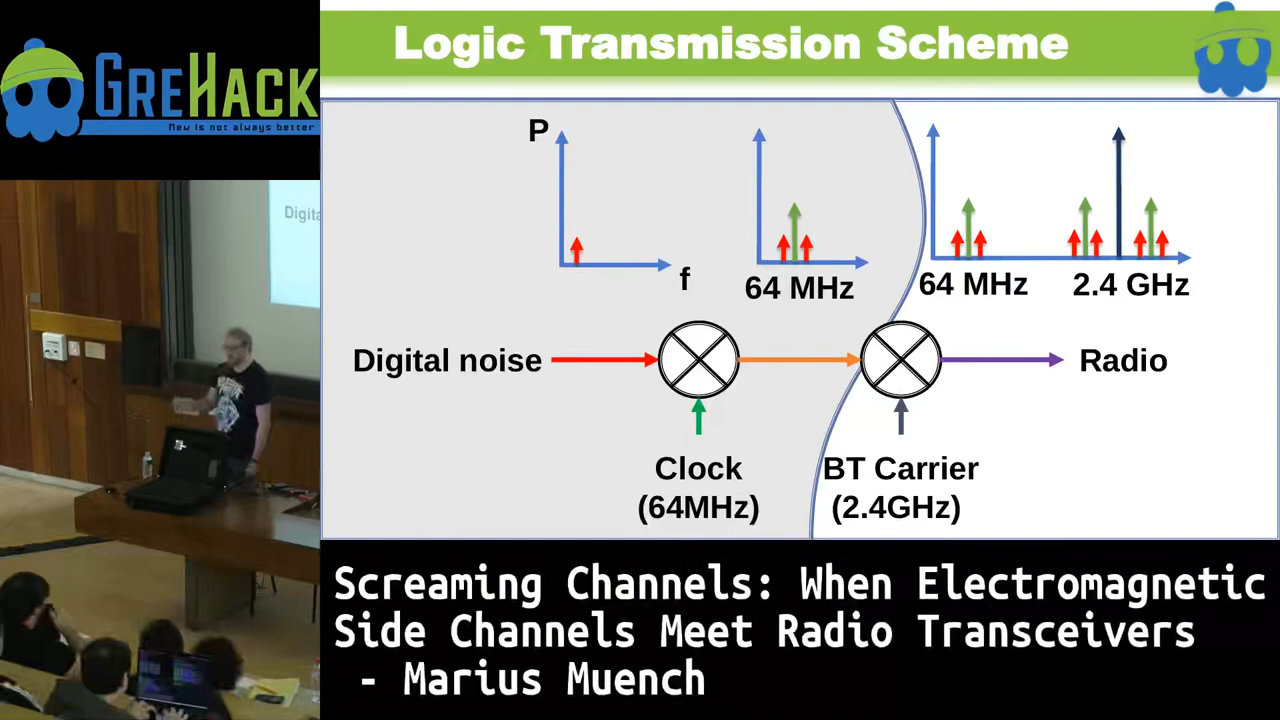 GREHACK
New is not always better
Logic Transmission Scheme
P
f
64 MHz
64 MHz
2.4 GHz
Digital noise
Radio
Clock
(64MHz)
BT Carrier
(2.4GHz)
Digita
Screaming Channels: When Electromagnetic
Side Channels Meet Radio Transceivers
- Marius Muench